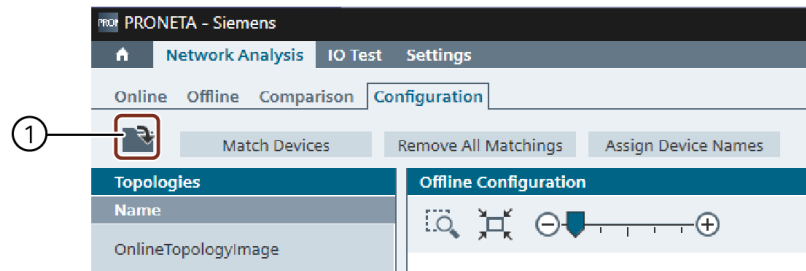 PRONETA - Siemens
Network Analysis IO Test Settings
Online Offline Comparison Configuration
1
Match Devices Remove All Matchings Assign Device Names
Topologies Offline Configuration
Name
OnlineTopologyImage